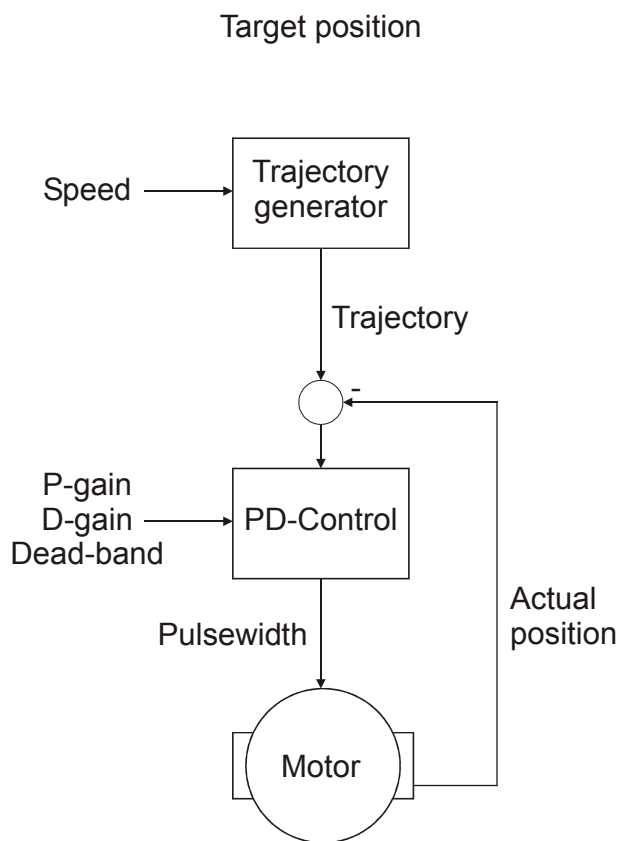 Target position
Speed
Trajectory
generator
Trajectory
-
P-gain
D-gain
Dead-band
PD-Control
Actual
position
Pulsewidth
Motor